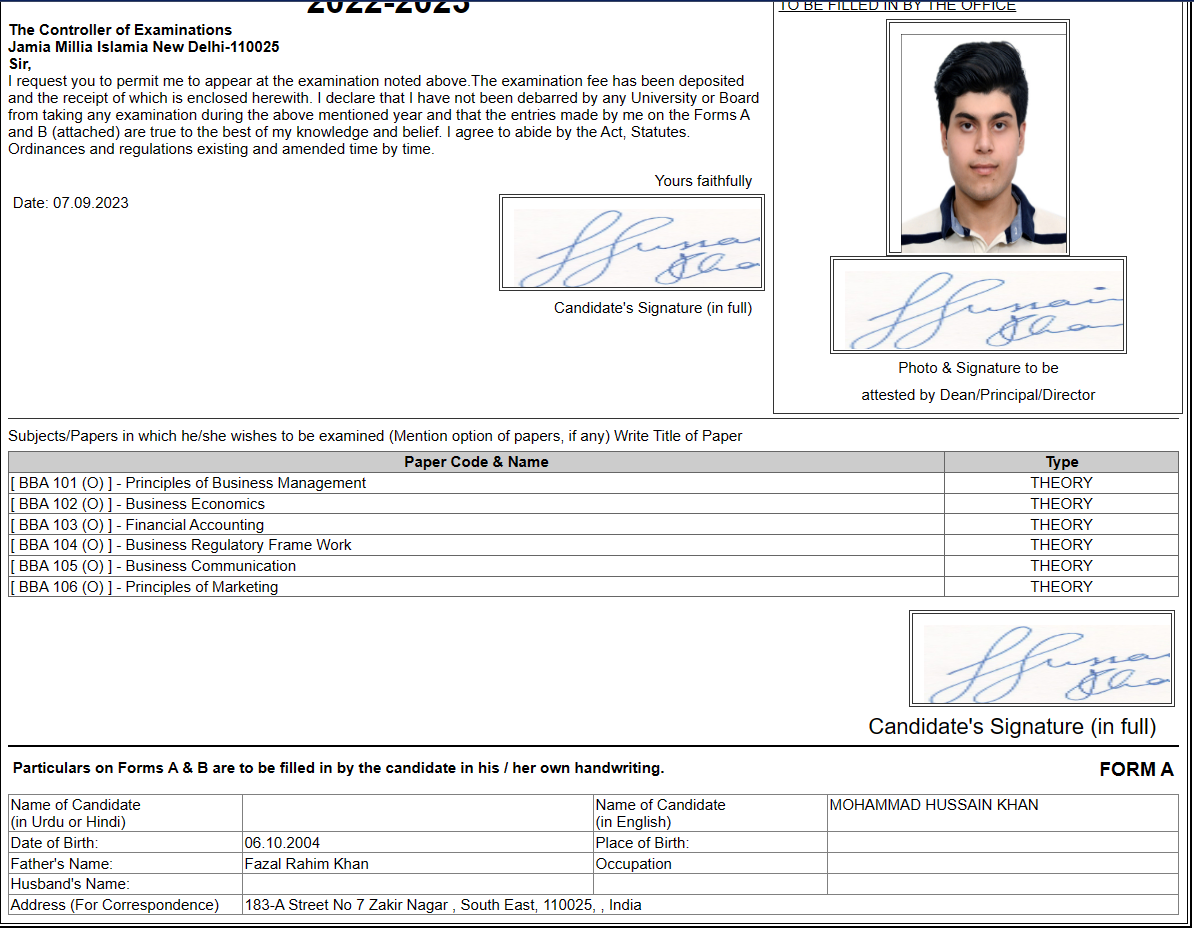 2022-2023
TO BE FILLED IN BY THE OFFICE
The Controller of Examinations
Jamia Millia Islamia New Delhi-110025
Sir,
I request you to permit me to appear at the examination noted above.The examination fee has been deposited
and the receipt of which is enclosed herewith. I declare that I have not been debarred by any University or Board
from taking any examination during the above mentioned year and that the entries made by me on the Forms A
and B (attached) are true to the best of my knowledge and belief. I agree to abide by the Act, Statutes.
Ordinances and regulations existing and amended time by time.
Yours faithfully
Date: 07.09.2023
Hussa
Kha
Candidate's Signature (in full)
Hussain
Khan
Photo & Signature to be
attested by Dean/Principal/Director
Subjects/Papers in which he/she wishes to be examined (Mention option of papers, if any) Write Title of Paper
Paper Code & Name Type
[ BBA 101 (O) ] - Principles of Business Management THEORY
[ BBA 102 (O) ] - Business Economics THEORY
[ BBA 103 (O) ] - Financial Accounting THEORY
[ BBA 104 (O) ] - Business Regulatory Frame Work THEORY
[ BBA 105 (O) ] - Business Communication THEORY
[ BBA 106 (O) ] - Principles of Marketing THEORY
Hussa
Kha
Candidate's Signature (in full)
Particulars on Forms A & B are to be filled in by the candidate in his / her own handwriting. FORM A
Name of Candidate
(in Urdu or Hindi)
Name of Candidate
(in English)
MOHAMMAD HUSSAIN KHAN
Date of Birth: 06.10.2004 Place of Birth:
Father's Name: Fazal Rahim Khan Occupation
Husband's Name:
Address (For Correspondence) 183-A Street No 7 Zakir Nagar , South East, 110025, , India